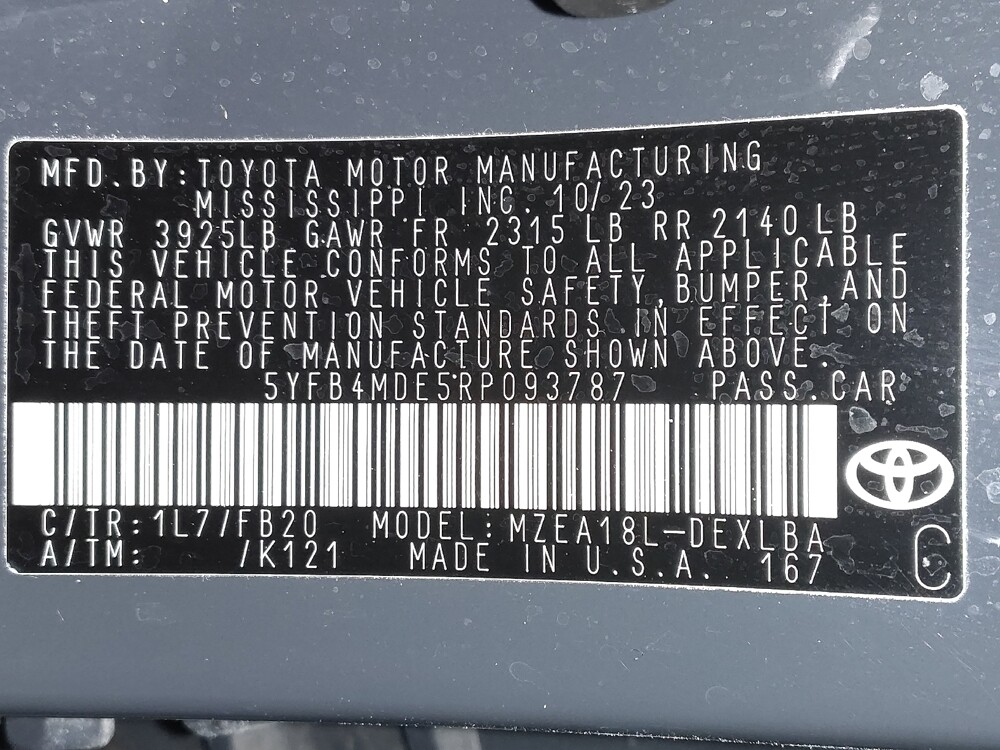 MFD.BY:TOYOTA MOTOR MANUFACTURING
MISSISSIPPI INC. 10/23
GVWR 3925LB GAWR FR 2315 LB RR 2140 LB
THIS VEHICLE CONFORMS TO ALL APPLICABLE
FEDERAL MOTOR VEHICLE SAFETY,BUMPER,AND
THEFT PREVENTION STANDARDS IN EFFECT ON
THE DATE OF MANUFACTURE SHOWN ABOVE.
5YFB4MDE5RP093787 PASS.CAR
C/TR:1L7/FB20 MODEL:MZEA18L-DEXLBA
A/TM: /K121 MADE IN U.S.A. 167
C